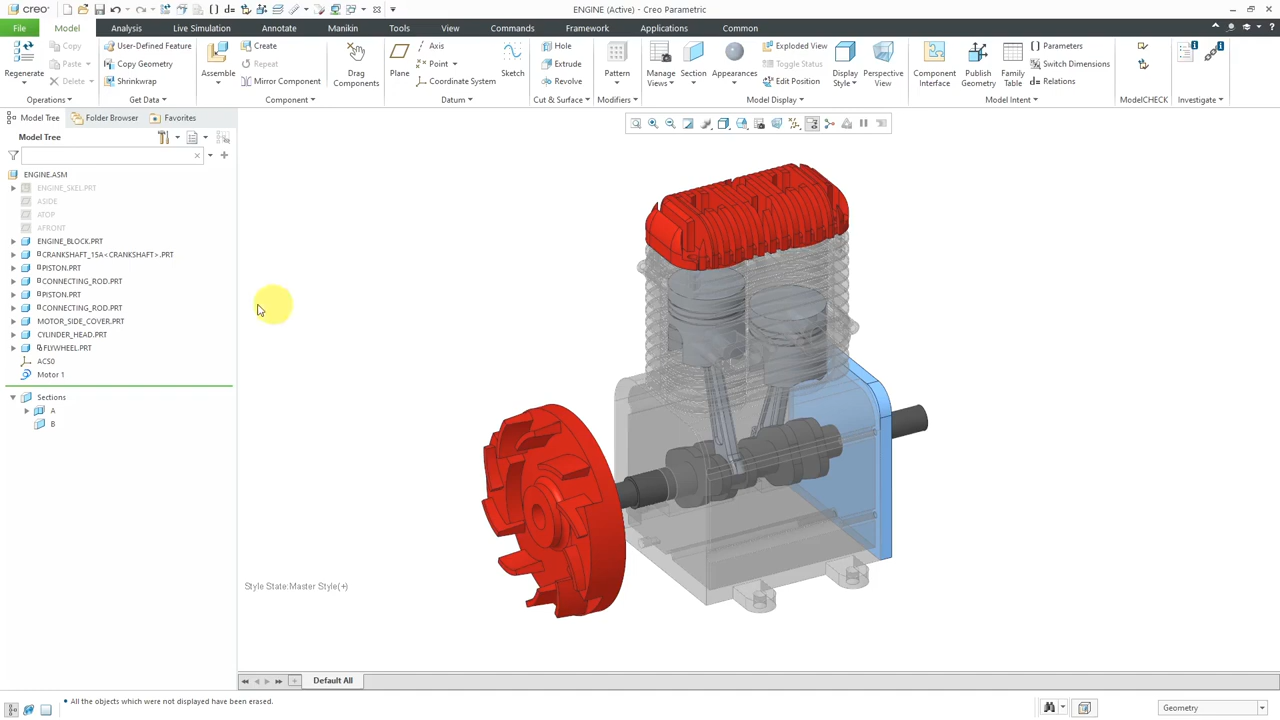 creo
ENGINE (Active) - Creo Parametric
File Model Analysis Live Simulation Annotate Manikin Tools View Commands Framework Applications Common
Regenerate
Copy
Paste
Delete
Operations
User-Defined Feature
Copy Geometry
Shrinkwrap
Get Data
Assemble
Create
Repeat
Mirror Component
Component
Drag Components
Plane
Axis
Point
Coordinate System
Sketch
Datum
Hole
Extrude
Revolve
Cut & Surface
Pattern
Modifiers
Manage Views
Section
Appearances
Exploded View
Toggle Status
Edit Position
Display Style
Perspective View
Model Display
Component Interface
Publish Geometry
Family Table
Parameters
Switch Dimensions
Relations
Model Intent
ModelCHECK
Investigate
Model Tree Folder Browser Favorites
Model Tree
ENGINE.ASM
ENGINE_SKEL.PRT
ASIDE
ATOP
AFRONT
ENGINE_BLOCK.PRT
CRANKSHAFT_15A<CRANKSHAFT>.PRT
PISTON.PRT
CONNECTING_ROD.PRT
PISTON.PRT
CONNECTING_ROD.PRT
MOTOR_SIDE_COVER.PRT
CYLINDER_HEAD.PRT
FLYWHEEL.PRT
ACS0
Motor 1
Sections
A
B
Style State:Master Style(+)
Default All
• All the objects which were not displayed have been erased.
Geometry